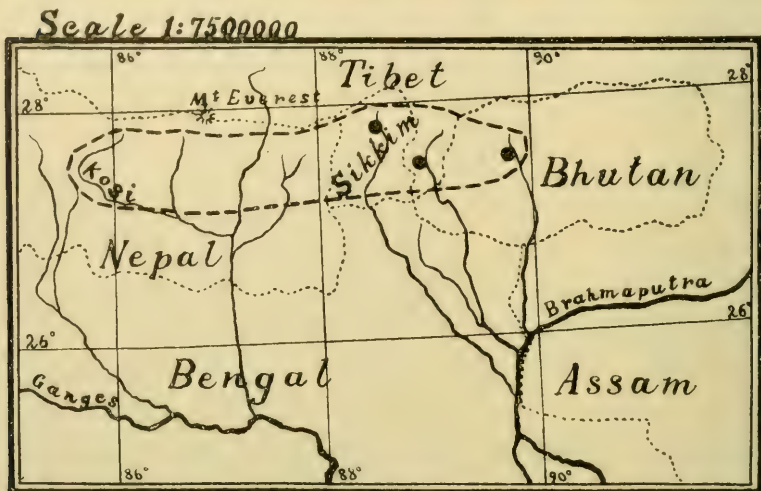 Scale 1:7500000
86° 88° 90°
Tibet
28° Mt Everest 28°
Sikkim
Kosi
Bhutan
Nepal
Brahmaputra
26° 26°
Bengal Assam
Ganges
86° 88° 90°